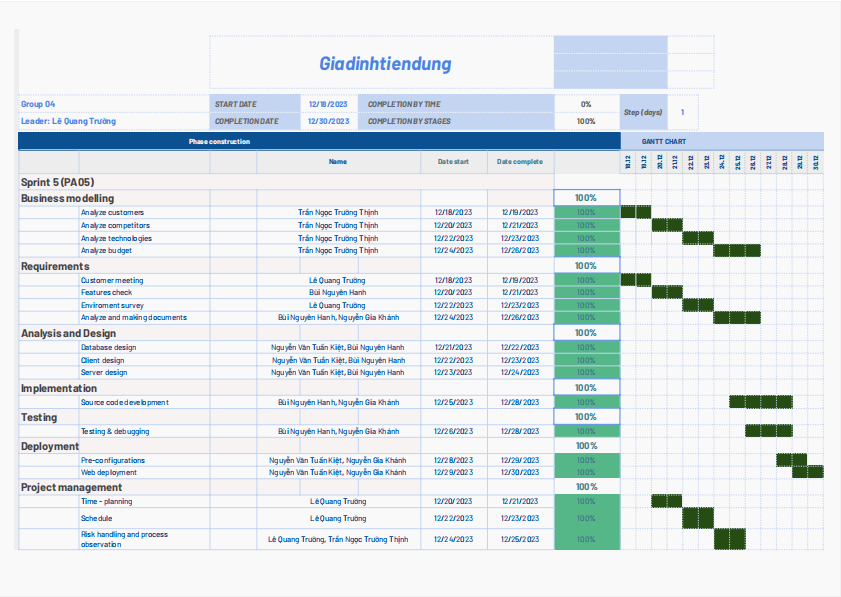 Giadinhtiendung
Group 04 START DATE 12/18/2023 COMPLETION BY TIME 0% Step (days) 1
Leader: Lê Quang Trường COMPLETION DATE 12/30/2023 COMPLETION BY STAGES 100%
Phase construction GANTT CHART
Name Date start Date complete 18.12 19.12 20.12 21.12 22.12 23.12 24.12 25.12 26.12 27.12 28.12 29.12 30.12
Sprint 5 (PA05)
Business modelling 100%
Analyze customers Trần Ngọc Trường Thịnh 12/18/2023 12/19/2023 100%
Analyze competitors Trần Ngọc Trường Thịnh 12/20/2023 12/21/2023 100%
Analyze technologies Trần Ngọc Trường Thịnh 12/22/2023 12/23/2023 100%
Analyze budget Trần Ngọc Trường Thịnh 12/24/2023 12/26/2023 100%
Requirements 100%
Customer meeting Lê Quang Trường 12/18/2023 12/19/2023 100%
Features check Bùi Nguyên Hanh 12/20/2023 12/21/2023 100%
Enviroment survey Lê Quang Trường 12/22/2023 12/23/2023 100%
Analyze and making documents Bùi Nguyên Hanh, Nguyễn Gia Khánh 12/24/2023 12/26/2023 100%
Analysis and Design 100%
Database design Nguyễn Văn Tuấn Kiệt, Bùi Nguyên Hanh 12/21/2023 12/22/2023 100%
Client design Nguyễn Văn Tuấn Kiệt, Bùi Nguyên Hanh 12/22/2023 12/23/2023 100%
Server design Nguyễn Văn Tuấn Kiệt, Bùi Nguyên Hanh 12/23/2023 12/24/2023 100%
Implementation 100%
Source code development Bùi Nguyên Hanh, Nguyễn Gia Khánh 12/25/2023 12/28/2023 100%
Testing 100%
Testing & debugging Bùi Nguyên Hanh, Nguyễn Gia Khánh 12/26/2023 12/28/2023 100%
Deployment 100%
Pre-configurations Nguyễn Văn Tuấn Kiệt, Nguyễn Gia Khánh 12/28/2023 12/29/2023 100%
Web deployment Nguyễn Văn Tuấn Kiệt, Nguyễn Gia Khánh 12/29/2023 12/30/2023 100%
Project management 100%
Time - planning Lê Quang Trường 12/20/2023 12/21/2023 100%
Schedule Lê Quang Trường 12/22/2023 12/23/2023 100%
Risk handling and process
observation Lê Quang Trường, Trần Ngọc Trường Thịnh 12/24/2023 12/25/2023 100%